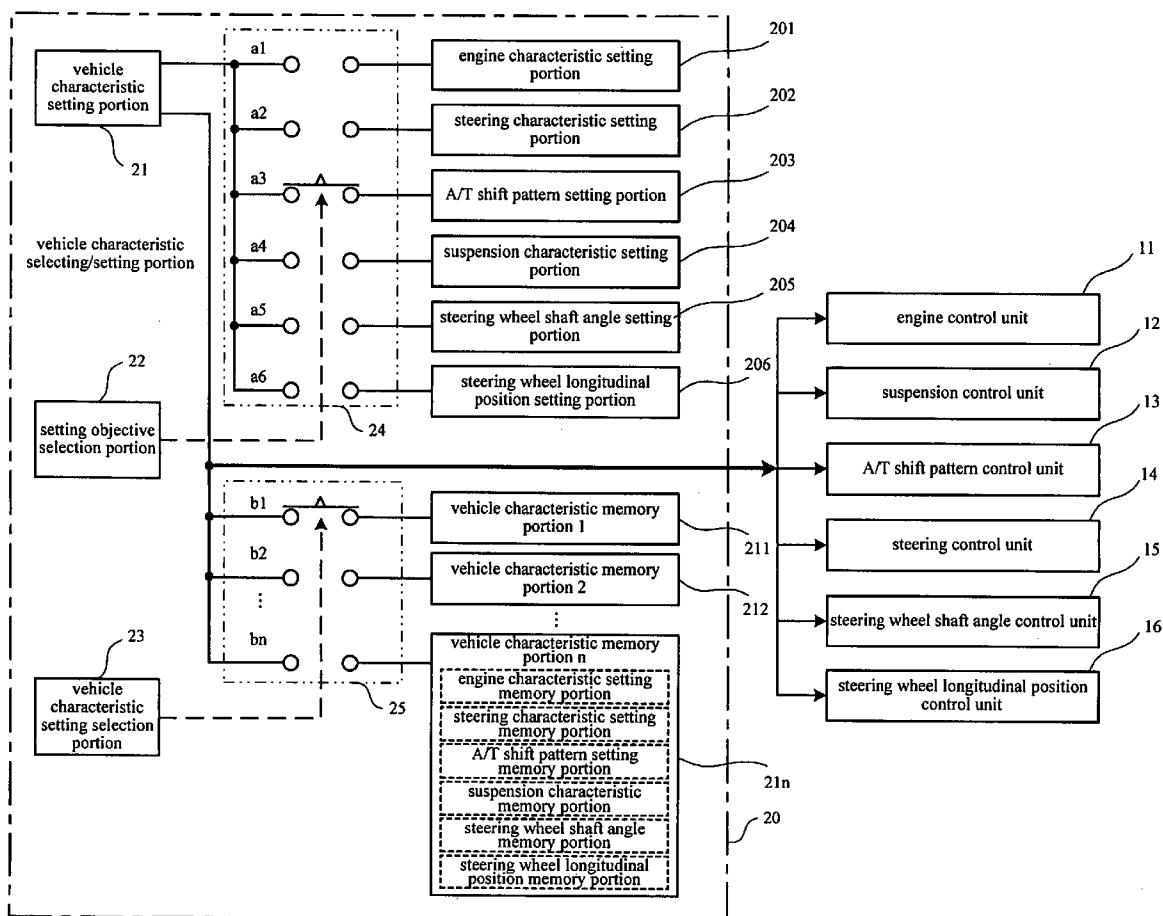 vehicle
characteristic
setting portion
21
vehicle characteristic
selecting/setting portion
22
setting objective
selection portion
23
vehicle
characteristic
setting selection
portion
a1
a2
a3
a4
a5
a6
24
engine characteristic setting
portion
201
steering characteristic setting
portion
202
A/T shift pattern setting portion
203
suspension characteristic setting
portion
204
steering wheel shaft angle setting
portion
205
steering wheel longitudinal
position setting portion
206
b1
b2
⋮
bn
25
vehicle characteristic memory
portion 1
211
vehicle characteristic memory
portion 2
212
⋮
vehicle characteristic memory
portion n
engine characteristic setting
memory portion
steering characteristic setting
memory portion
A/T shift pattern setting
memory portion
suspension characteristic
memory portion
steering wheel shaft angle
memory portion
steering wheel longitudinal
position memory portion
21n
20
11
engine control unit
12
suspension control unit
13
A/T shift pattern control unit
14
steering control unit
15
steering wheel shaft angle control unit
16
steering wheel longitudinal position
control unit